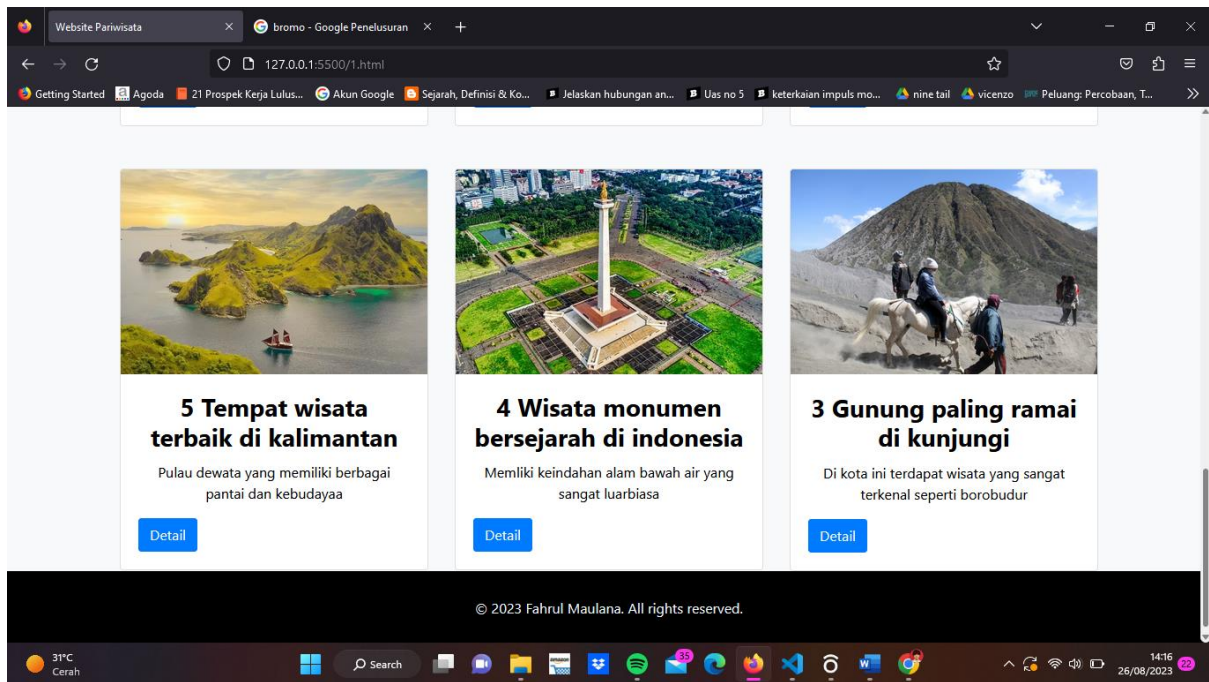 Website Pariwisata
bromo - Google Penelusuran
127.0.0.1:5500/1.html
Getting Started Agoda 21 Prospek Kerja Lulus... Akun Google Sejarah, Definisi & Ko... Jelaskan hubungan an... Uas no 5 keterkaian impuls mo... nine tail vicenzo Peluang: Percobaan, T...
5 Tempat wisata
terbaik di kalimantan
Pulau dewata yang memiliki berbagai
pantai dan kebudayaa
Detail
4 Wisata monumen
bersejarah di indonesia
Memliki keindahan alam bawah air yang
sangat luarbiasa
Detail
3 Gunung paling ramai
di kunjungi
Di kota ini terdapat wisata yang sangat
terkenal seperti borobudur
Detail
© 2023 Fahrul Maulana. All rights reserved.
31°C
Cerah
Search
35
14:16
26/08/2023
22